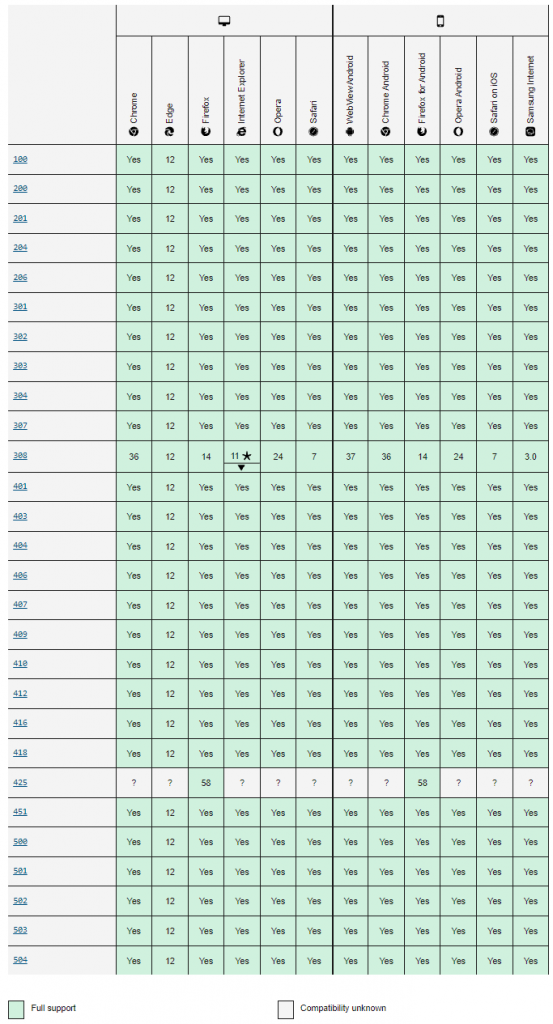 Chrome Edge Firefox Internet Explorer Opera Safari WebView Android Chrome Android Firefox for Android Opera Android Safari on iOS Samsung Internet
100 Yes 12 Yes Yes Yes Yes Yes Yes Yes Yes Yes Yes
200 Yes 12 Yes Yes Yes Yes Yes Yes Yes Yes Yes Yes
201 Yes 12 Yes Yes Yes Yes Yes Yes Yes Yes Yes Yes
204 Yes 12 Yes Yes Yes Yes Yes Yes Yes Yes Yes Yes
206 Yes 12 Yes Yes Yes Yes Yes Yes Yes Yes Yes Yes
301 Yes 12 Yes Yes Yes Yes Yes Yes Yes Yes Yes Yes
302 Yes 12 Yes Yes Yes Yes Yes Yes Yes Yes Yes Yes
303 Yes 12 Yes Yes Yes Yes Yes Yes Yes Yes Yes Yes
304 Yes 12 Yes Yes Yes Yes Yes Yes Yes Yes Yes Yes
307 Yes 12 Yes Yes Yes Yes Yes Yes Yes Yes Yes Yes
308 36 12 14 11 ★ 24 7 37 36 14 24 7 3.0
▼
401 Yes 12 Yes Yes Yes Yes Yes Yes Yes Yes Yes Yes
403 Yes 12 Yes Yes Yes Yes Yes Yes Yes Yes Yes Yes
404 Yes 12 Yes Yes Yes Yes Yes Yes Yes Yes Yes Yes
406 Yes 12 Yes Yes Yes Yes Yes Yes Yes Yes Yes Yes
407 Yes 12 Yes Yes Yes Yes Yes Yes Yes Yes Yes Yes
409 Yes 12 Yes Yes Yes Yes Yes Yes Yes Yes Yes Yes
410 Yes 12 Yes Yes Yes Yes Yes Yes Yes Yes Yes Yes
412 Yes 12 Yes Yes Yes Yes Yes Yes Yes Yes Yes Yes
416 Yes 12 Yes Yes Yes Yes Yes Yes Yes Yes Yes Yes
418 Yes 12 Yes Yes Yes Yes Yes Yes Yes Yes Yes Yes
425 ? ? 58 ? ? ? ? ? 58 ? ? ?
451 Yes 12 Yes Yes Yes Yes Yes Yes Yes Yes Yes Yes
500 Yes 12 Yes Yes Yes Yes Yes Yes Yes Yes Yes Yes
501 Yes 12 Yes Yes Yes Yes Yes Yes Yes Yes Yes Yes
502 Yes 12 Yes Yes Yes Yes Yes Yes Yes Yes Yes Yes
503 Yes 12 Yes Yes Yes Yes Yes Yes Yes Yes Yes Yes
504 Yes 12 Yes Yes Yes Yes Yes Yes Yes Yes Yes Yes
Full support Compatibility unknown